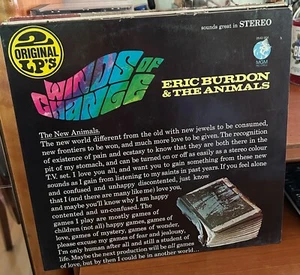 sounds great in STEREO
2
ORIGINAL
LP'S
MGM
WINDS OF
CHANGE
ERIC BURDON
& THE ANIMALS
The New Animals.
The new world different from the old with new jewels to be consumed,
new frontiers to be won, and much more love to be given. The recognition
of existence of pain and ecstasy to know that they are both there in the
pit of my stomach, and can be turned on or off as easily as a stereo colour
T.V. set. I love you all, and want you to gain something from these new
sounds as I gain from listening to my saints in past years. If you feel alone
and confused and unhappy discontented, just know
that I (and there are many like me) love you,
and maybe you'll know why I am happy
contented and un-confused. The
games I play are mostly games of
children (not all) happy games, games of
love, games of mystery, games of wonder,
please excuse my games of fear and jealousy,
I'm only human after all and still a student of
life. Maybe the next production will be all games
of love, but by then I could be in another world...